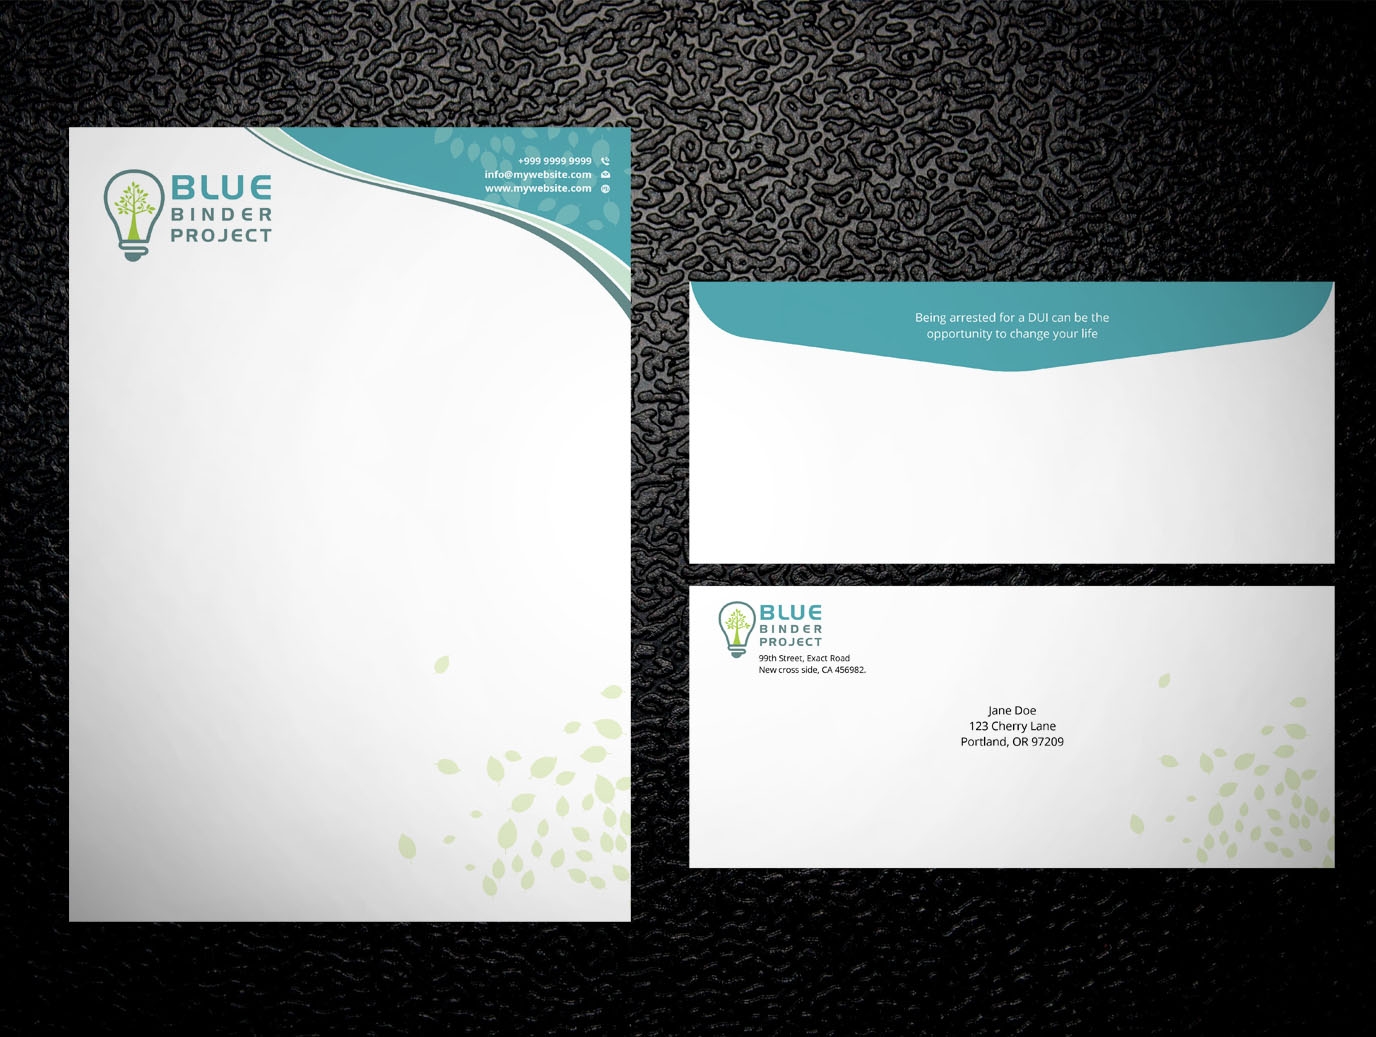 BLUE
BINDER
PROJECT
+999 9999 9999
info@mywebsite.com
www.mywebsite.com
Being arrested for a DUI can be the
opportunity to change your life
BLUE
BINDER
PROJECT
99th Street, Exact Road
New cross side, CA 456982.
Jane Doe
123 Cherry Lane
Portland, OR 97209